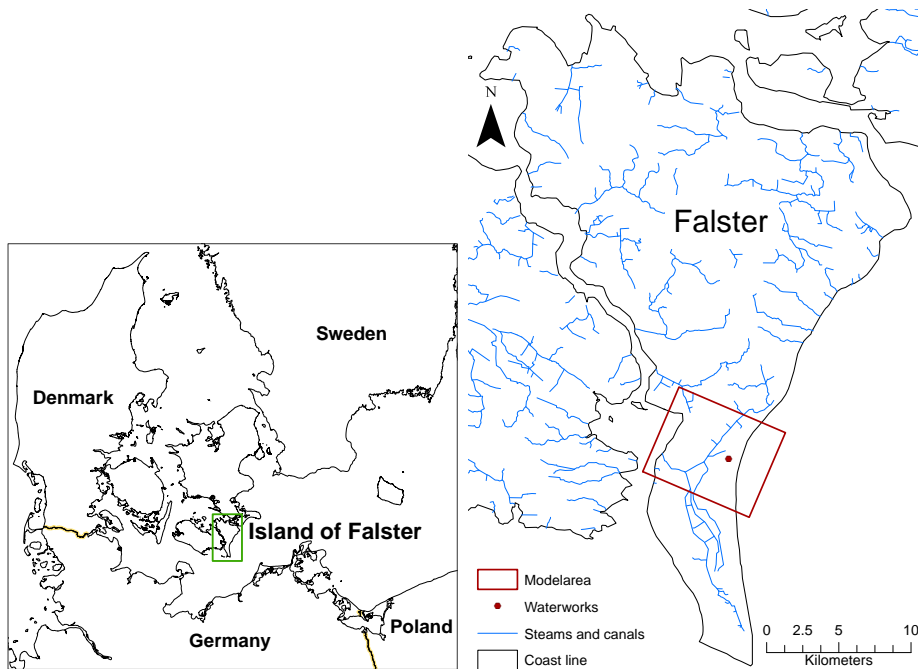 Sweden
Denmark
Island of Falster
Germany
Poland
N
Falster
Modelarea
Waterworks
Steams and canals
Coast line
0 2.5 5 10
Kilometers